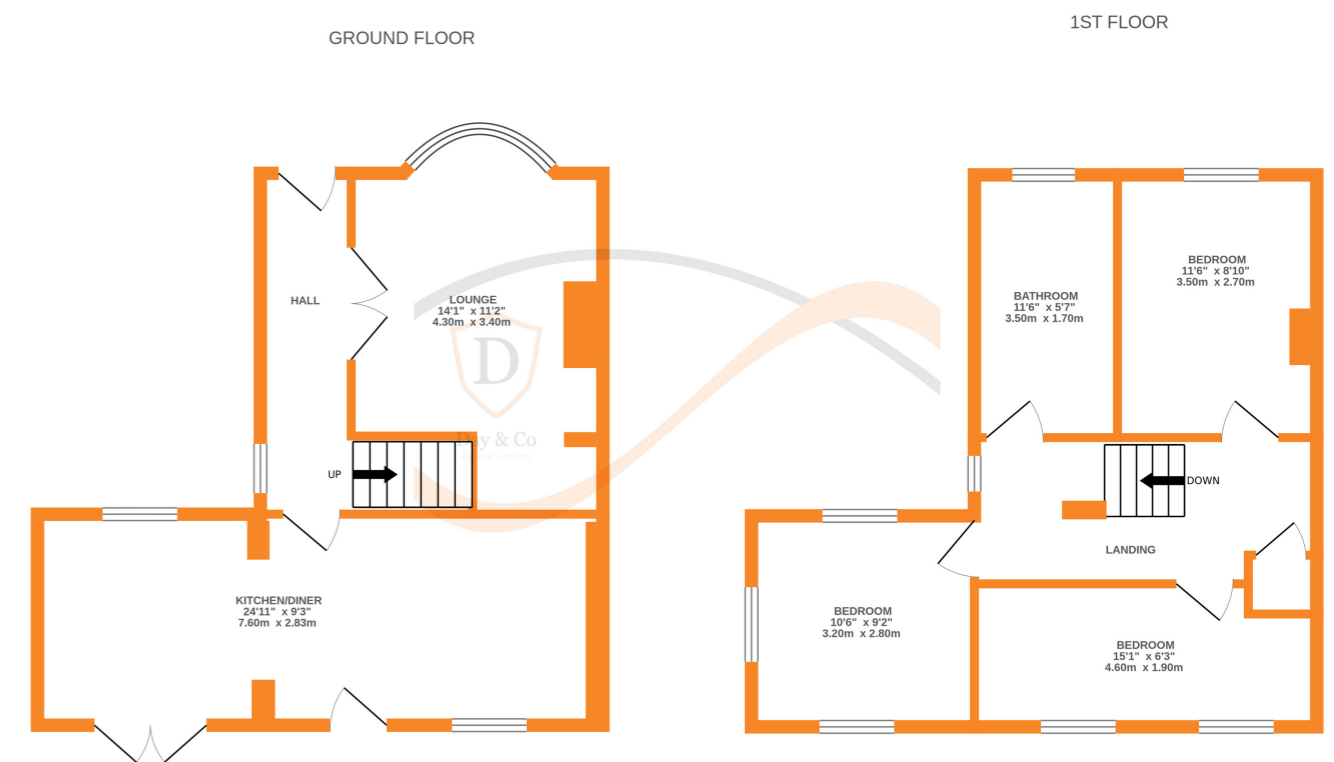 GROUND FLOOR
1ST FLOOR
HALL
LOUNGE
14'1" x 11'2"
4.30m x 3.40m
D
Day & Co
UP
KITCHEN/DINER
24'11" x 9'3"
7.60m x 2.83m
BATHROOM
11'6" x 5'7"
3.50m x 1.70m
BEDROOM
11'6" x 8'10"
3.50m x 2.70m
DOWN
LANDING
BEDROOM
10'6" x 9'2"
3.20m x 2.80m
BEDROOM
15'1" x 6'3"
4.60m x 1.90m